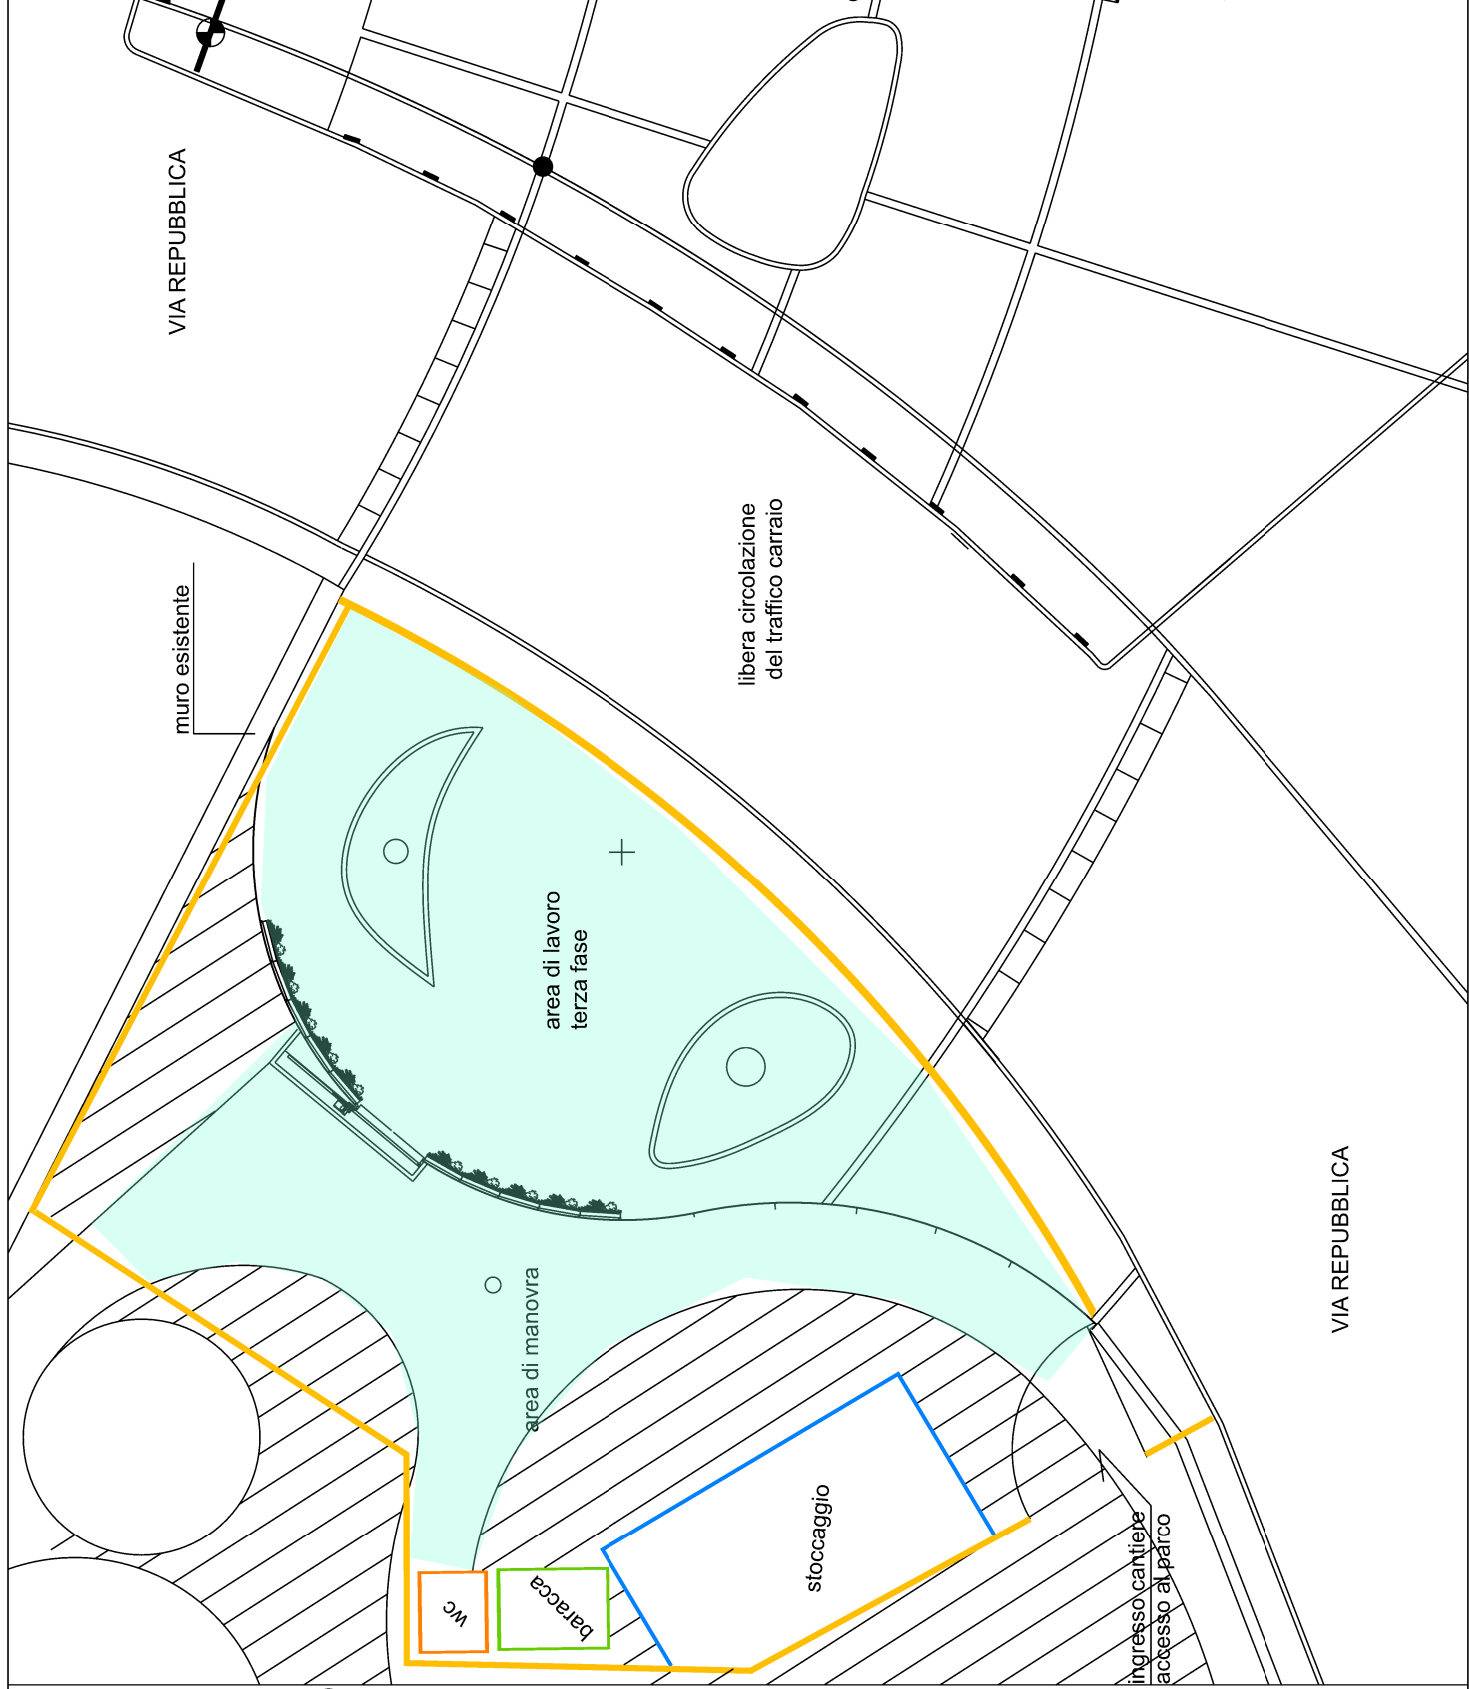 VIA REPUBBLICA
muro esistente
libera circolazione
del traffico carraio
area di lavoro
terza fase
area di manovra
VIA REPUBBLICA
stoccaggio
baracca
wc
ingresso cantiere
accesso al parco